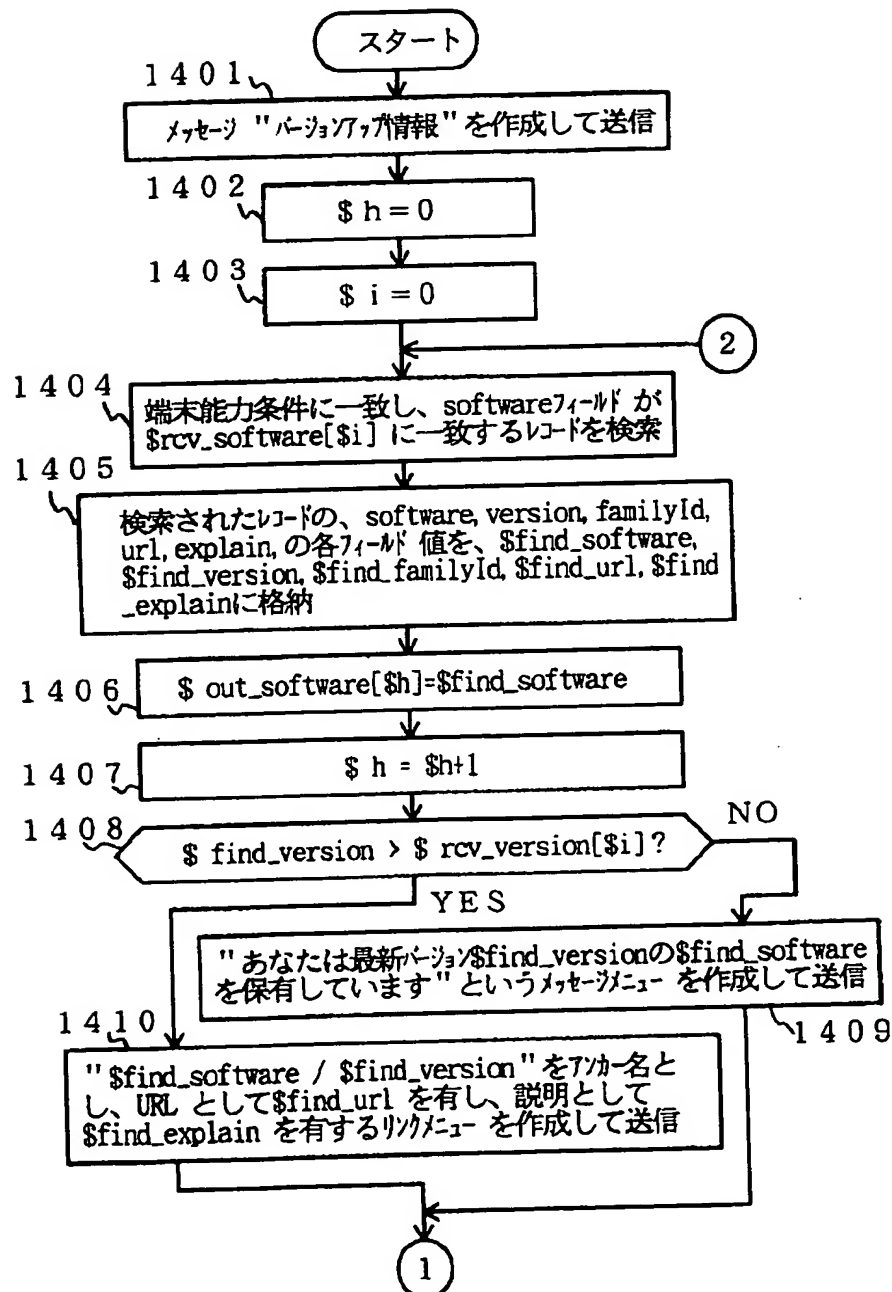 スタート
1401
メッセージ "バージョンアップ情報" を作成して送信
1402
$ h = 0
1403
$ i = 0
2
1404
端末能力条件に一致し、softwareフィールド が
$rcv_software[$i] に一致するレコードを検索
1405
検索されたレコードの、software, version, familyId,
url, explain, の各フィールド 値を、$find_software,
$find_version, $find_familyId, $find_url, $find
_explainに格納
1406
$ out_software[$h]=$find_software
1407
$ h = $h+1
1408
$ find_version > $ rcv_version[$i]?
NO
YES
"あなたは最新バージョン$find_versionの$find_software
を保有しています" というメッセージメニュー を作成して送信
1409
1410
"$find_software / $find_version" をアンカー名と
し、URL として$find_url を有し、説明として
$find_explain を有するリンクメニュー を作成して送信
1